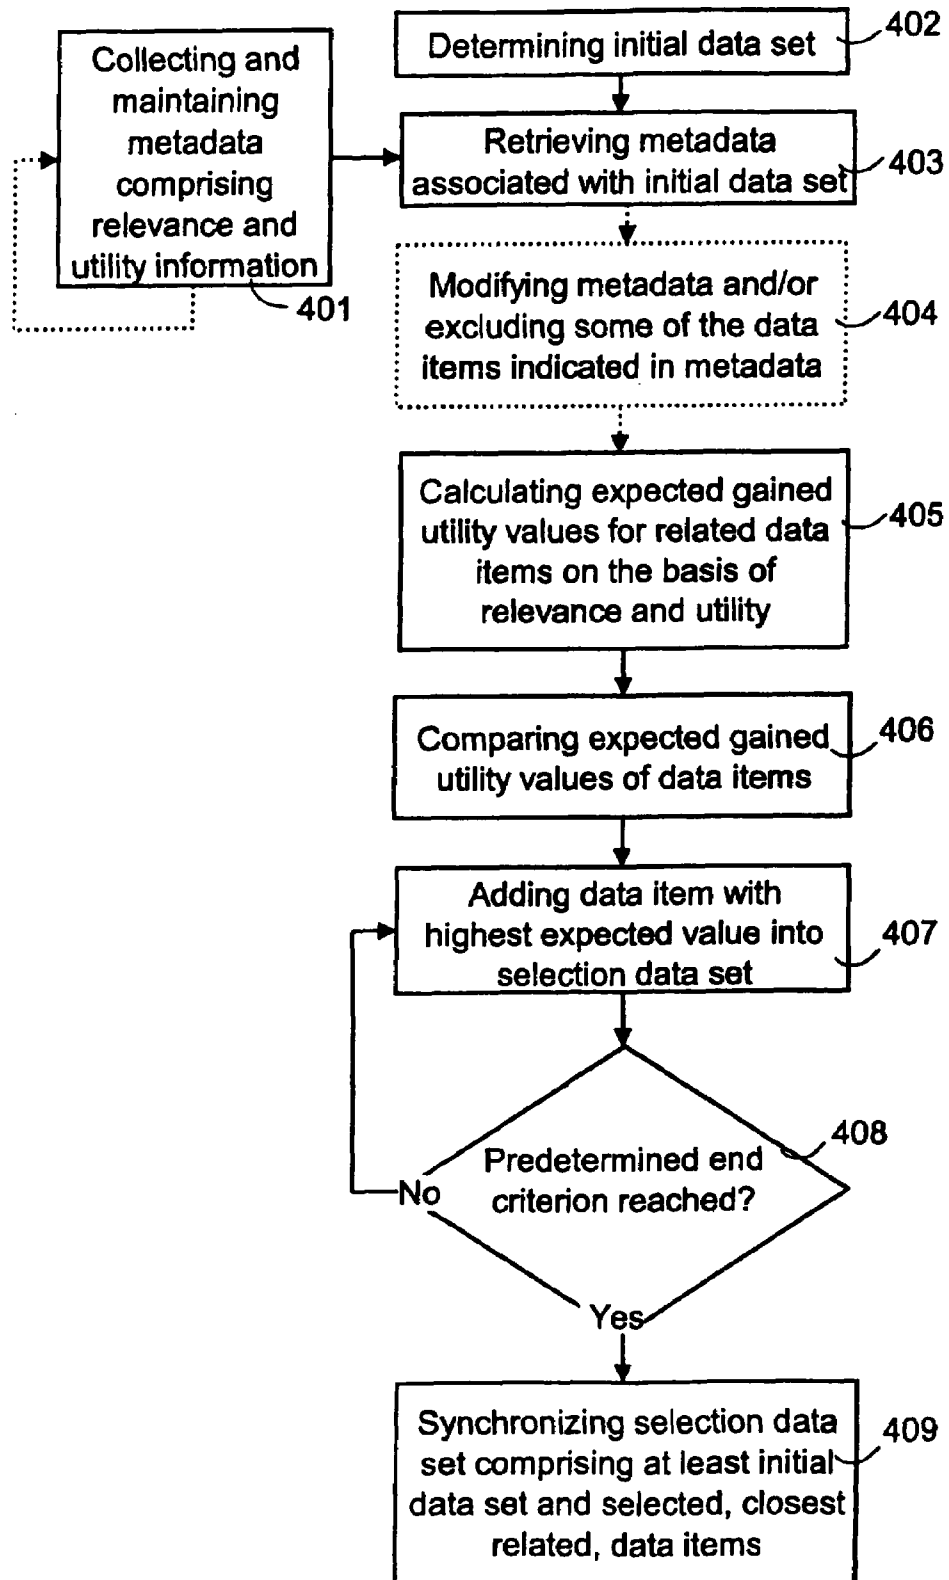 Collecting and
maintaining
metadata
comprising
relevance and
utility information
401
Determining initial data set
402
Retrieving metadata
associated with initial data set
403
Modifying metadata and/or
excluding some of the data
items indicated in metadata
404
Calculating expected gained
utility values for related data
items on the basis of
relevance and utility
405
Comparing expected gained
utility values of data items
406
Adding data item with
highest expected value into
selection data set
407
Predetermined end
criterion reached?
408
No
Yes
Synchronizing selection data
set comprising at least initial
data set and selected, closest
related, data items
409